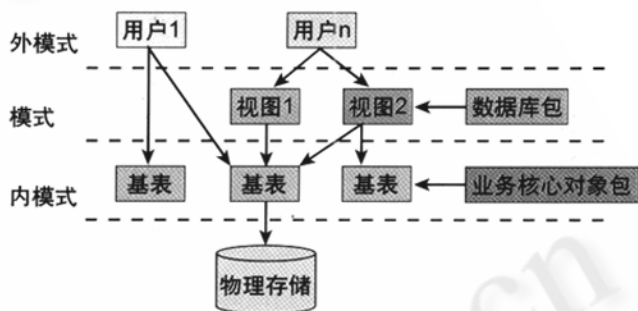 用户1
用户n
外模式
视图1
视图2
数据库包
模式
基表
基表
基表
业务核心对象包
内模式
物理存储
cn